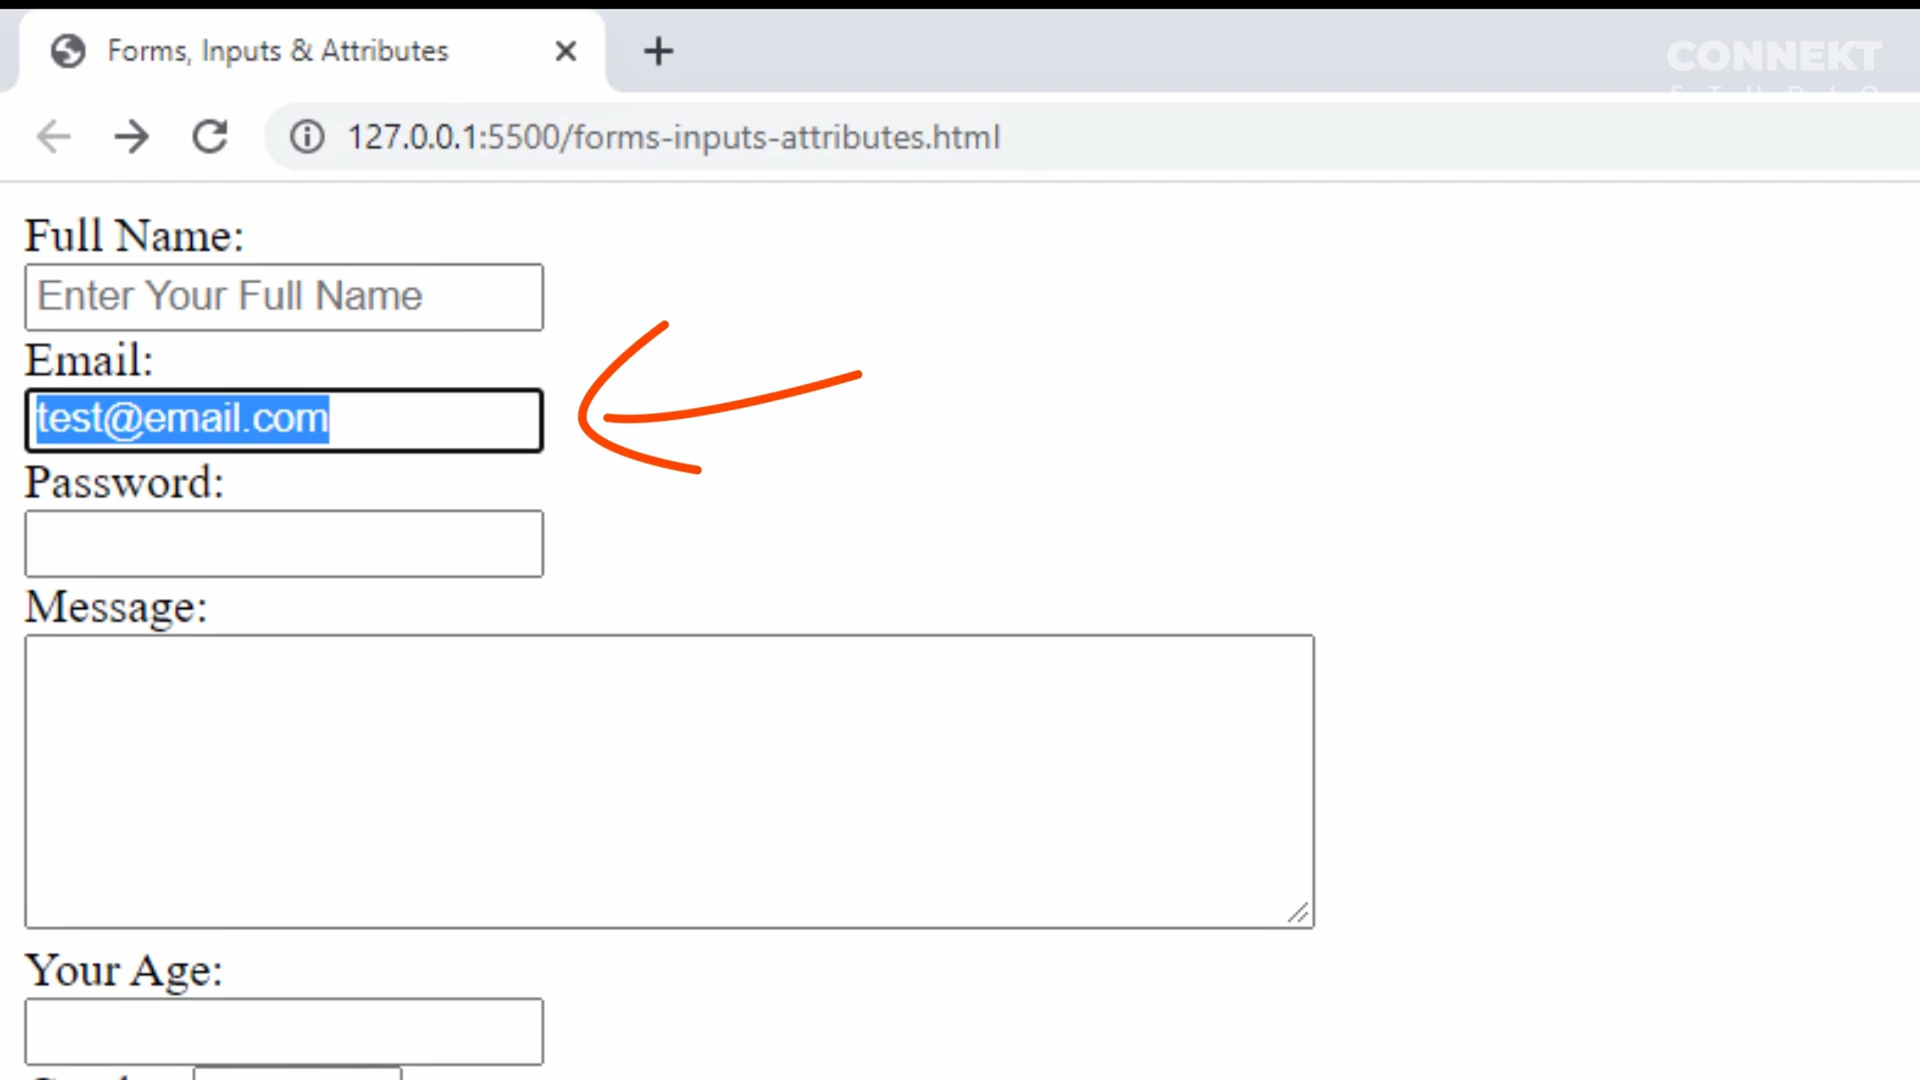 Forms, Inputs & Attributes
CONNEKT
127.0.0.1:5500/forms-inputs-attributes.html
Full Name:
Enter Your Full Name
Email:
test@email.com
Password:
Message:
Your Age: